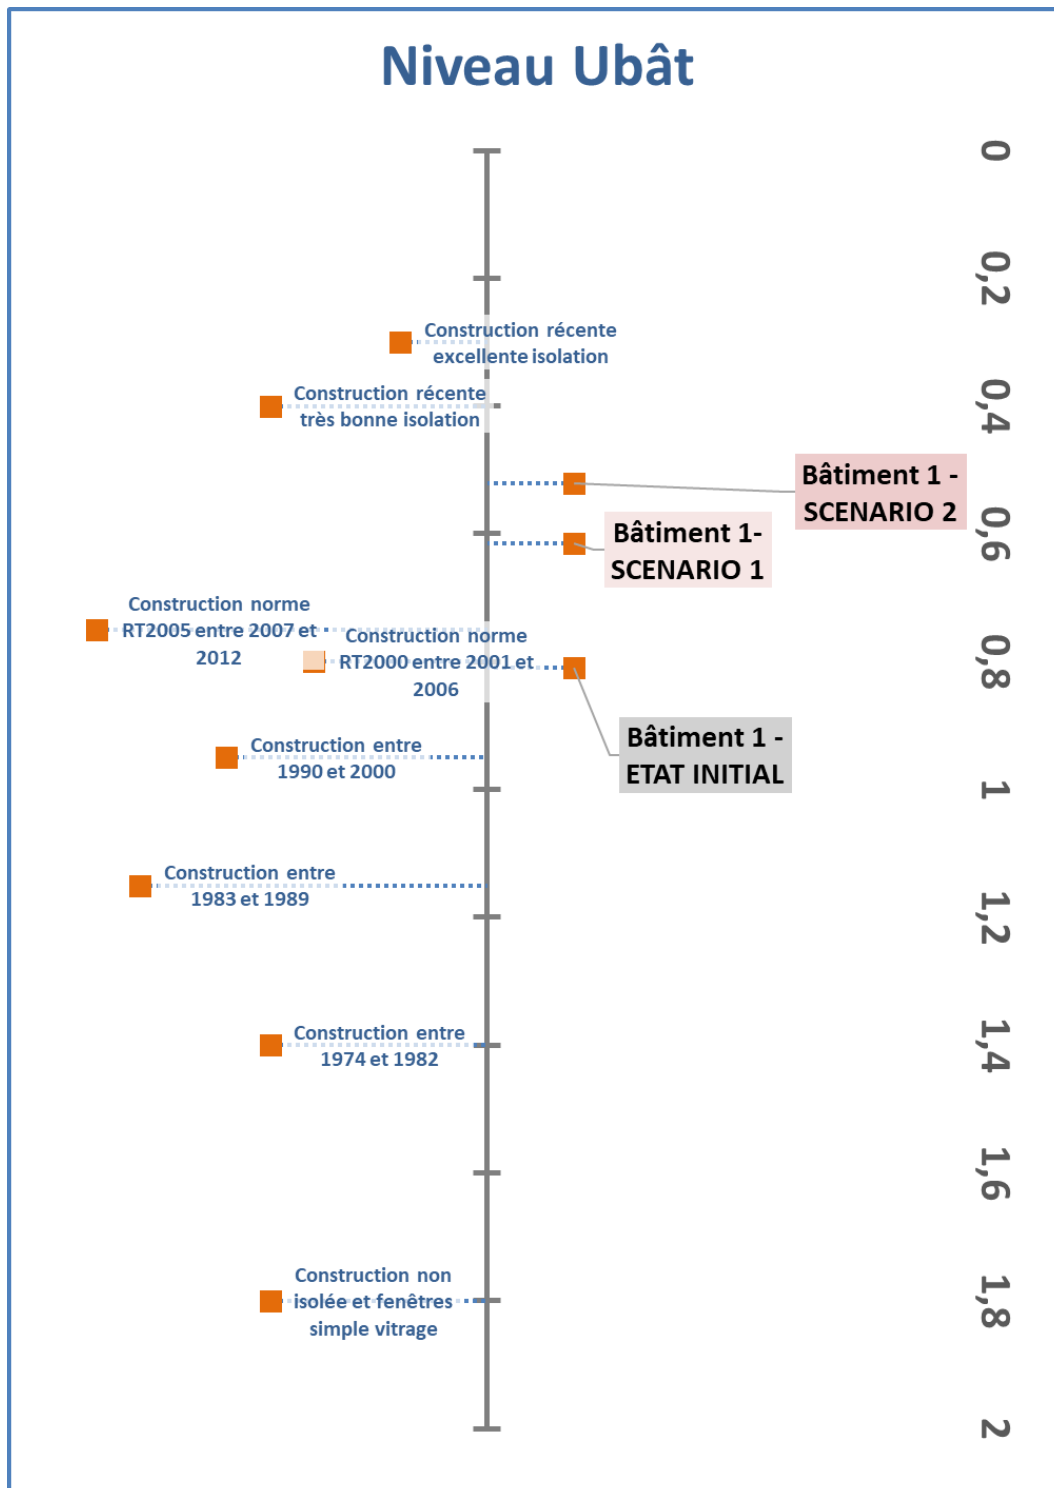 Niveau Ubât
0
0,2
Construction récente
excellente isolation
Construction récente
très bonne isolation
0,4
Bâtiment 1 -
SCENARIO 2
0,6
Bâtiment 1-
SCENARIO 1
Construction norme
RT2005 entre 2007 et
2012
Construction norme
RT2000 entre 2001 et
2006
0,8
Bâtiment 1 -
ETAT INITIAL
Construction entre
1990 et 2000
1
Construction entre
1983 et 1989
1,2
Construction entre
1974 et 1982
1,4
1,6
Construction non
isolée et fenêtres
simple vitrage
1,8
2